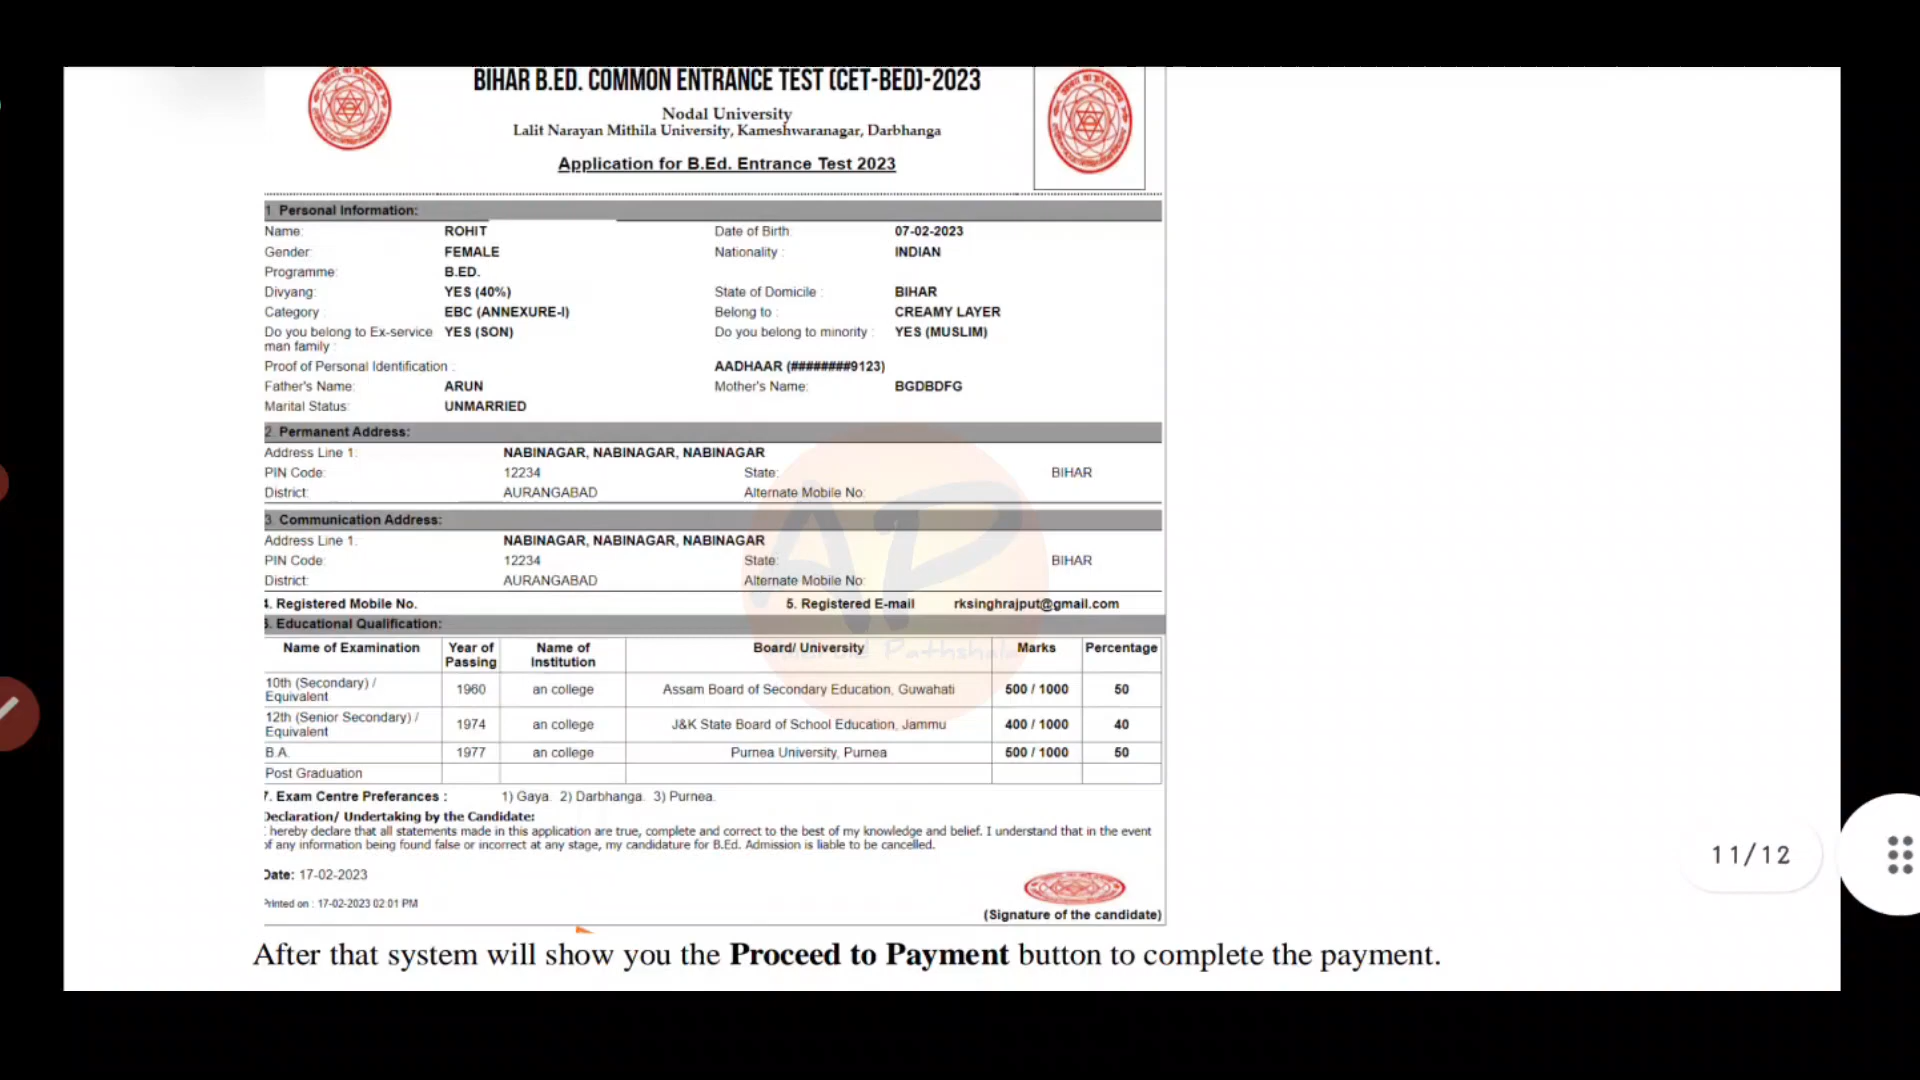 BIHAR B.ED. COMMON ENTRANCE TEST (CET-BED)-2023
Nodal University
Lalit Narayan Mithila University, Kameshwaranagar, Darbhanga
Application for B.Ed. Entrance Test 2023
1 Personal Information:
Name: ROHIT Date of Birth 07-02-2023
Gender: FEMALE Nationality : INDIAN
Programme: B.ED.
Divyang: YES (40%) State of Domicile : BIHAR
Category : EBC (ANNEXURE-I) Belong to : CREAMY LAYER
Do you belong to Ex-service man family : YES (SON) Do you belong to minority : YES (MUSLIM)
Proof of Personal Identification : AADHAAR (########9123)
Father's Name: ARUN Mother's Name: BGDBDFG
Marital Status: UNMARRIED
2. Permanent Address:
Address Line 1: NABINAGAR, NABINAGAR, NABINAGAR
PIN Code: 12234 State: BIHAR
District: AURANGABAD Alternate Mobile No:
3. Communication Address:
Address Line 1. NABINAGAR, NABINAGAR, NABINAGAR
PIN Code: 12234 State: BIHAR
District: AURANGABAD Alternate Mobile No:
4. Registered Mobile No. 5. Registered E-mail rksinghrajput@gmail.com
6. Educational Qualification:
Name of Examination Year of Passing Name of Institution Board/ University Marks Percentage
10th (Secondary) / Equivalent 1960 an college Assam Board of Secondary Education, Guwahati 500 / 1000 50
12th (Senior Secondary) / Equivalent 1974 an college J&K State Board of School Education, Jammu 400 / 1000 40
B.A. 1977 an college Purnea University, Purnea 500 / 1000 50
Post Graduation
7. Exam Centre Preferances : 1) Gaya. 2) Darbhanga. 3) Purnea.
Declaration/ Undertaking by the Candidate:
I hereby declare that all statements made in this application are true, complete and correct to the best of my knowledge and belief. I understand that in the event
of any information being found false or incorrect at any stage, my candidature for B.Ed. Admission is liable to be cancelled.
Date: 17-02-2023
Printed on : 17-02-2023 02:01 PM
(Signature of the candidate)
After that system will show you the Proceed to Payment button to complete the payment.
11/12
AP
Pathshala